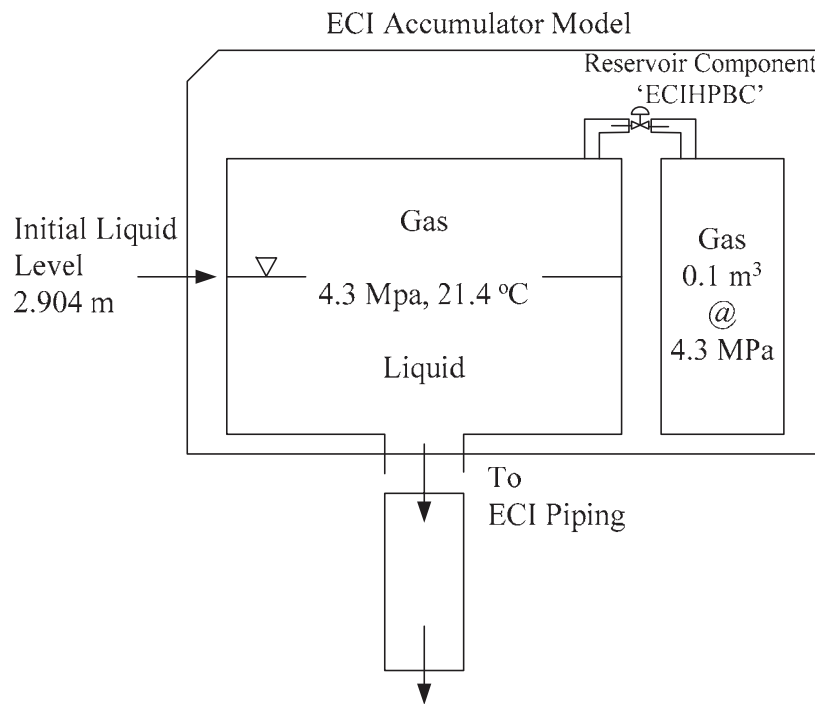 ECI Accumulator Model
Reservoir Component
‘ECIHPBC’
Initial Liquid
Level
2.904 m
Gas
4.3 Mpa, 21.4 ºC
Liquid
Gas
0.1 m³
@
4.3 MPa
To
ECI Piping